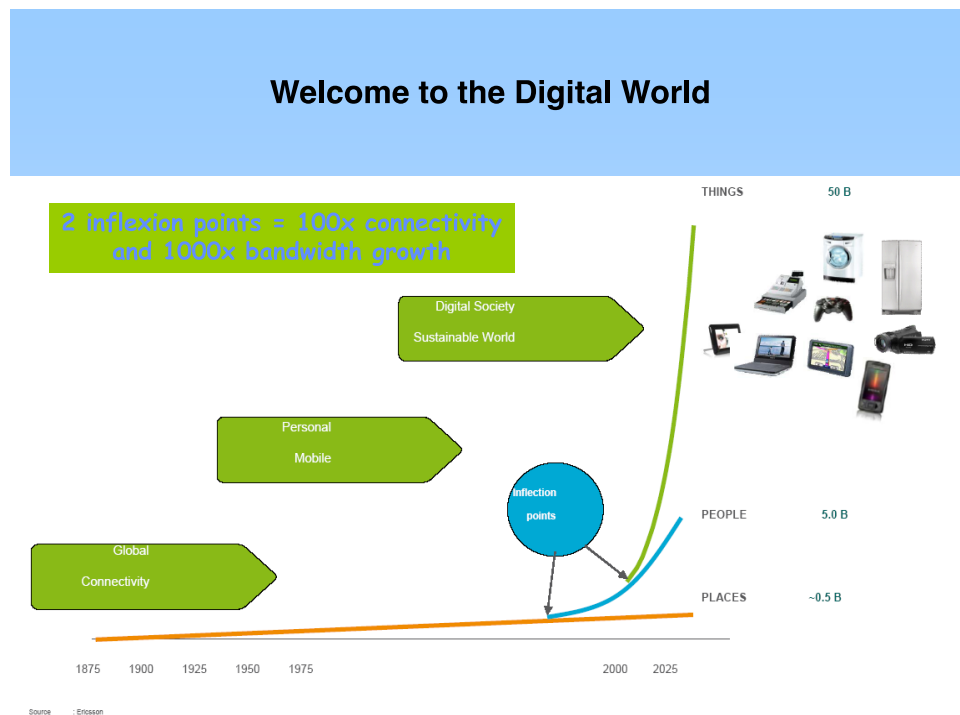 Welcome to the Digital World
THINGS 50 B
2 inflexion points = 100x connectivity
and 1000x bandwidth growth
Digital Society
Sustainable World
Personal
Mobile
Inflection
points
PEOPLE 5.0 B
Global
Connectivity
PLACES ~0.5 B
1875 1900 1925 1950 1975 2000 2025
Source : Ericsson